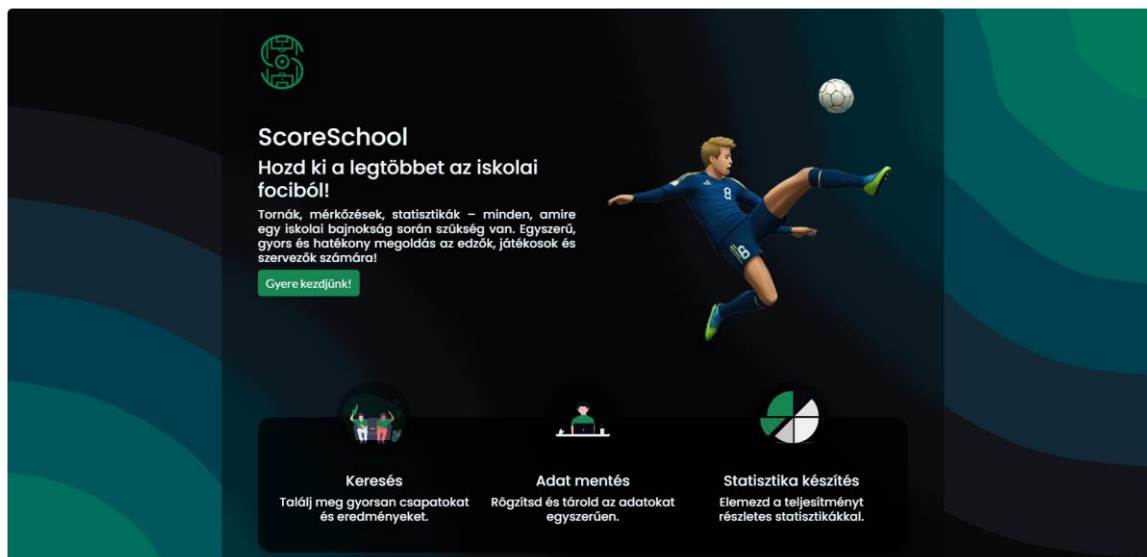 ScoreSchool
Hozd ki a legtöbbet az iskolai
fociból!
Tornák, mérkőzések, statisztikák – minden, amire
egy iskolai bajnokság során szükség van. Egyszerű,
gyors és hatékony megoldás az edzők, játékosok és
szervezők számára!
Gyere kezdjünk!
8
8
Keresés
Találj meg gyorsan csapatokat
és eredményeket.
Adat mentés
Rögzítsd és tárold az adatokat
egyszerűen.
Statisztika készítés
Elemezd a teljesítményt
részletes statisztikákkal.